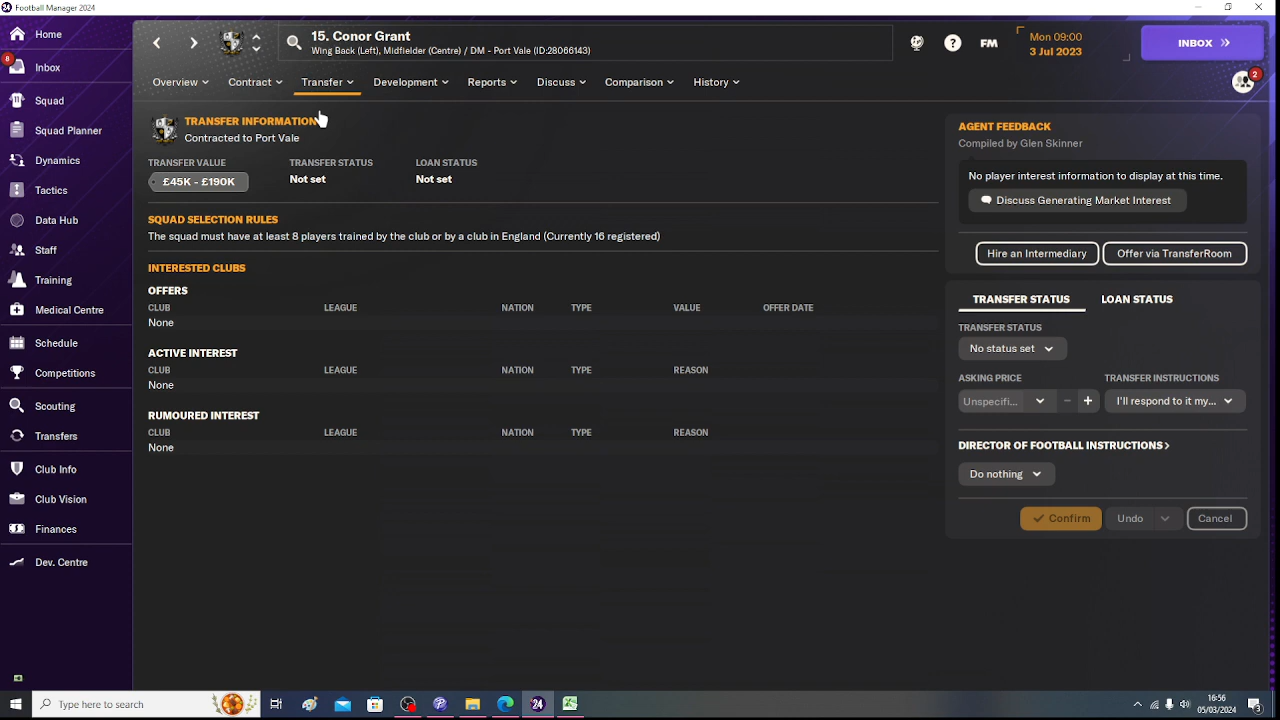 Football Manager 2024
Home
8
Inbox
Squad
Squad Planner
Dynamics
Tactics
Data Hub
Staff
Training
Medical Centre
Schedule
Competitions
Scouting
Transfers
Club Info
Club Vision
Finances
Dev. Centre
15. Conor Grant
Wing Back (Left), Midfielder (Centre) / DM - Port Vale (ID:28066143)
?
FM
Mon 09:00
3 Jul 2023
INBOX
2
Overview
Contract
Transfer
Development
Reports
Discuss
Comparison
History
TRANSFER INFORMATION
Contracted to Port Vale
TRANSFER VALUE TRANSFER STATUS LOAN STATUS
£45K - £190K Not set Not set
SQUAD SELECTION RULES
The squad must have at least 8 players trained by the club or by a club in England (Currently 16 registered)
INTERESTED CLUBS
OFFERS
CLUB LEAGUE NATION TYPE VALUE OFFER DATE
None
ACTIVE INTEREST
CLUB LEAGUE NATION TYPE REASON
None
RUMOURED INTEREST
CLUB LEAGUE NATION TYPE REASON
None
AGENT FEEDBACK
Compiled by Glen Skinner
No player interest information to display at this time.
Discuss Generating Market Interest
Hire an Intermediary Offer via TransferRoom
TRANSFER STATUS LOAN STATUS
TRANSFER STATUS
No status set
ASKING PRICE TRANSFER INSTRUCTIONS
Unspecifi... - + I'll respond to it my...
DIRECTOR OF FOOTBALL INSTRUCTIONS >
Do nothing
Confirm Undo Cancel
Type here to search
24
16:56
05/03/2024
3